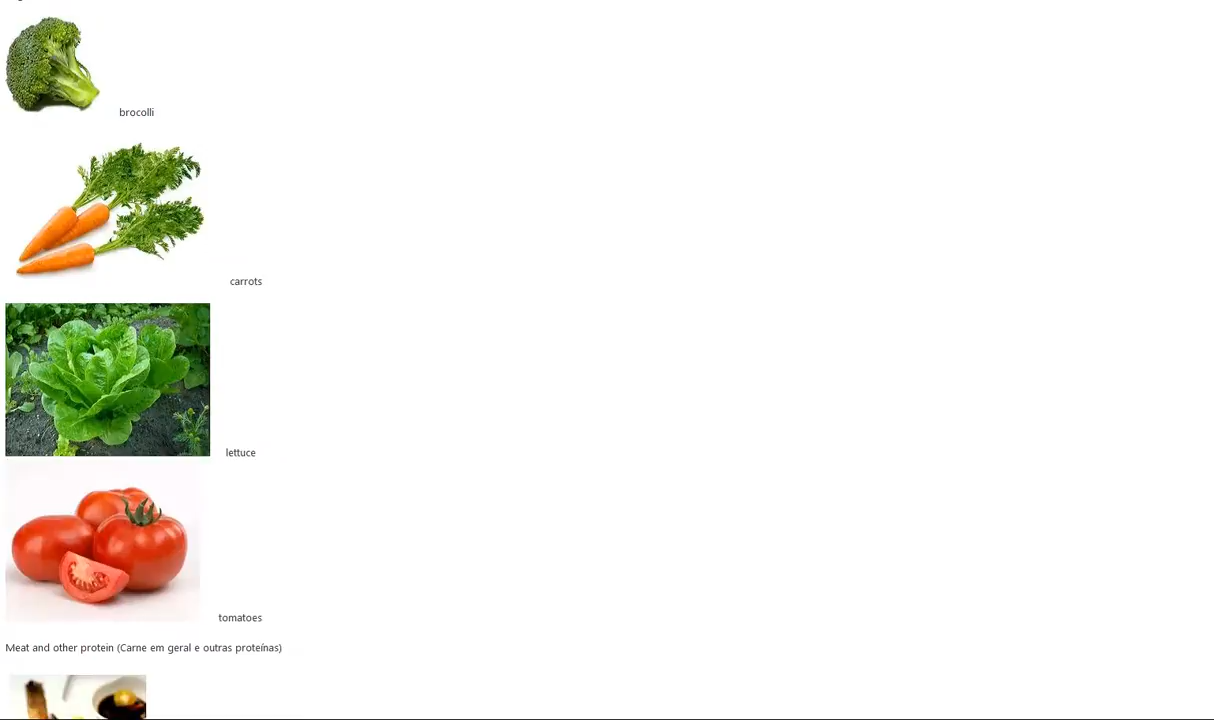 brocolli
carrots
lettuce
tomatoes
Meat and other protein (Carne em geral e outras proteínas)